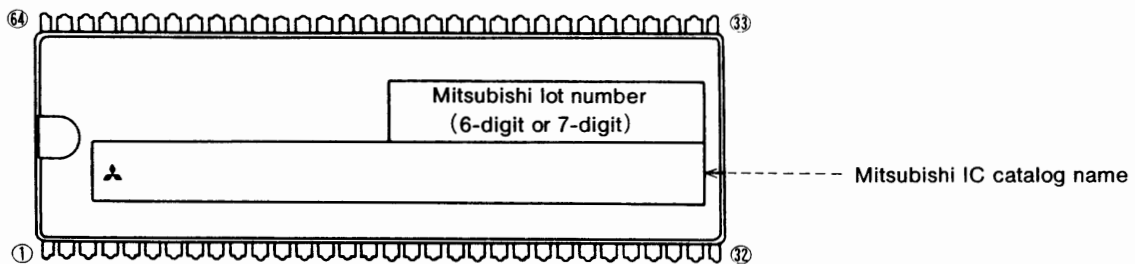 64
33
Mitsubishi lot number
(6-digit or 7-digit)
Mitsubishi IC catalog name
1
32